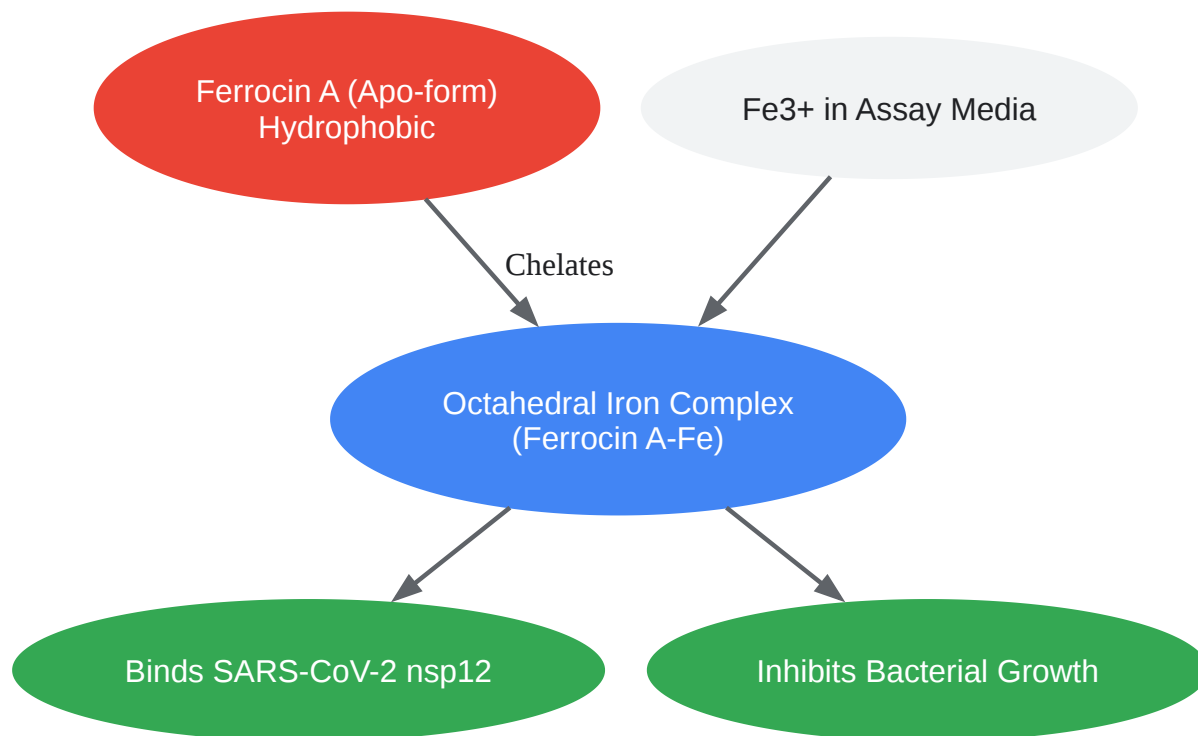 Ferrocin A (Apo-form)
Hydrophobic
Fe3+ in Assay Media
Chelates
Octahedral Iron Complex
(Ferrocin A-Fe)
Binds SARS-CoV-2 nsp12
Inhibits Bacterial Growth